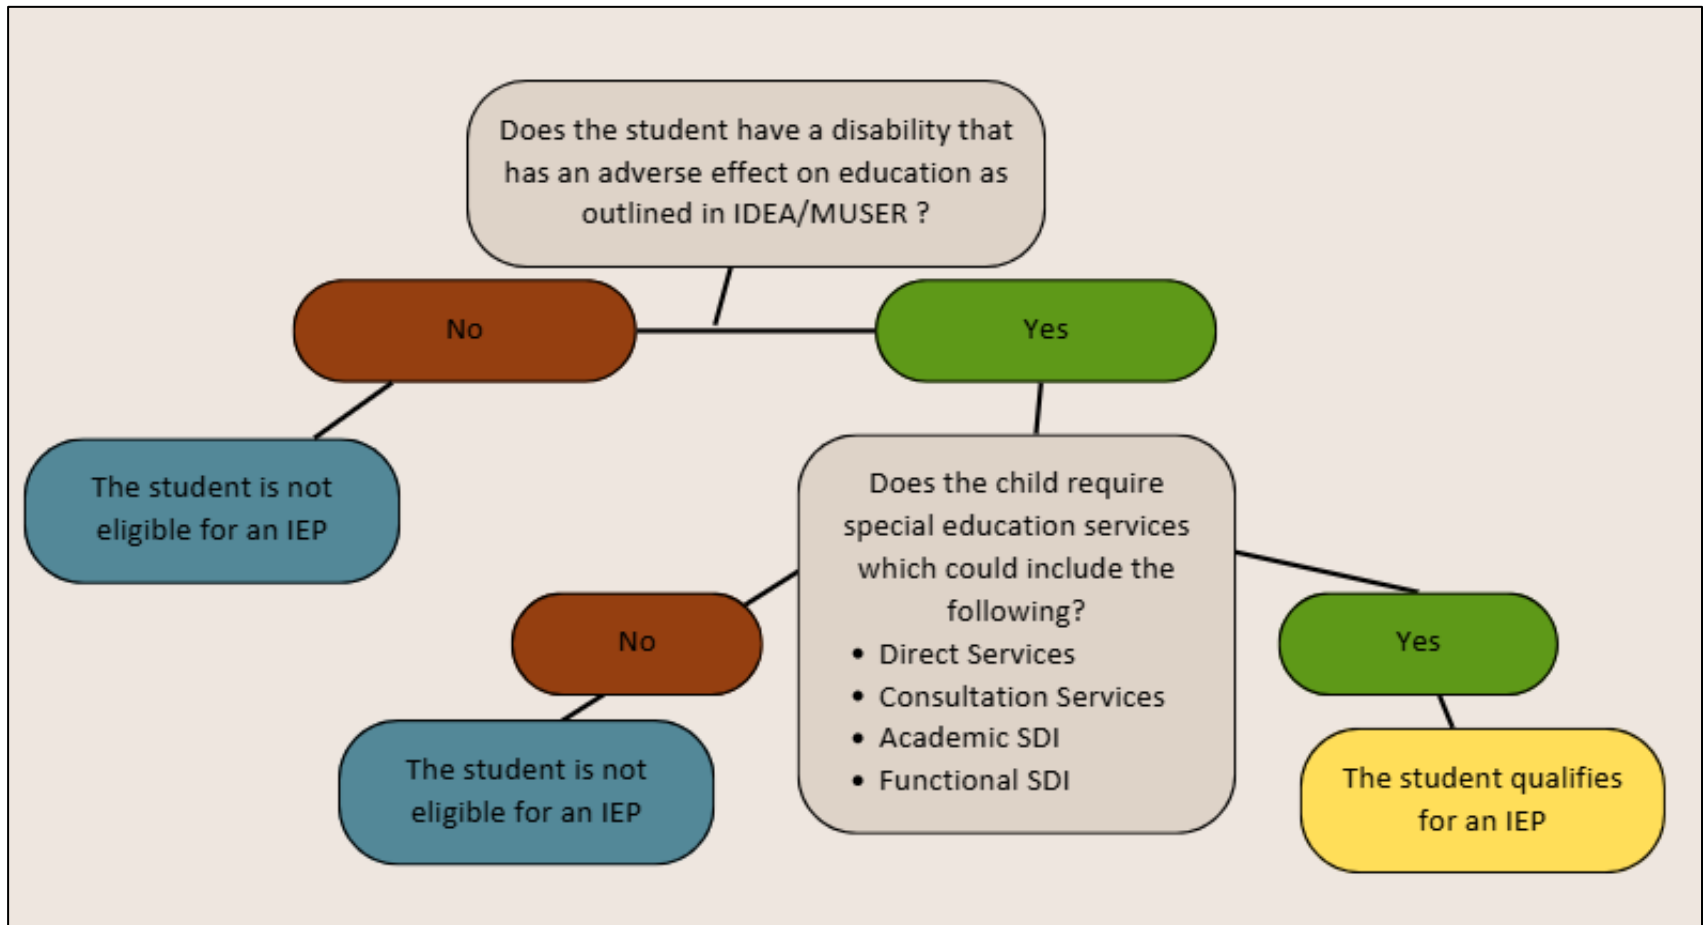 Does the student have a disability that
has an adverse effect on education as
outlined in IDEA/MUSER ?
No
Yes
The student is not
eligible for an IEP
Does the child require
special education services
which could include the
following?
• Direct Services
• Consultation Services
• Academic SDI
• Functional SDI
No
Yes
The student is not
eligible for an IEP
The student qualifies
for an IEP